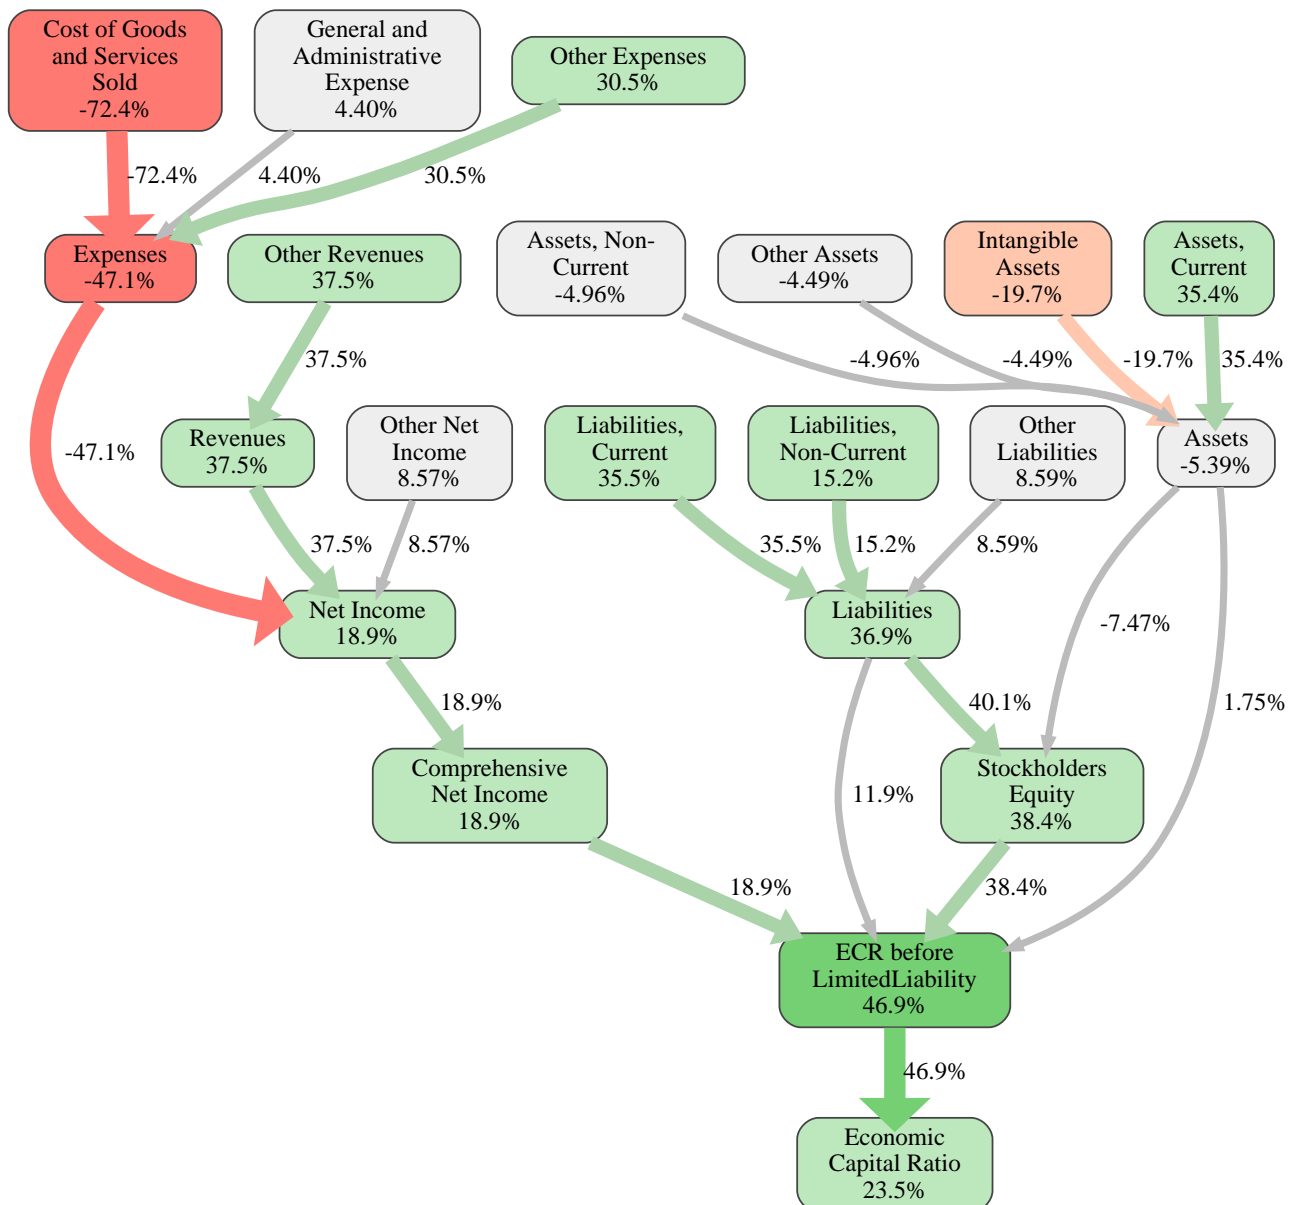 Cost of Goods
and Services
Sold
-72.4%
General and
Administrative
Expense
4.40%
Other Expenses
30.5%
-72.4%
4.40%
30.5%
Expenses
-47.1%
Other Revenues
37.5%
Assets, Non-
Current
-4.96%
Other Assets
-4.49%
Intangible
Assets
-19.7%
Assets,
Current
35.4%
37.5%
-4.96%
-4.49%
-19.7%
35.4%
-47.1%
Revenues
37.5%
Other Net
Income
8.57%
Liabilities,
Current
35.5%
Liabilities,
Non-Current
15.2%
Other
Liabilities
8.59%
Assets
-5.39%
37.5%
8.57%
35.5%
15.2%
8.59%
Net Income
18.9%
Liabilities
36.9%
-7.47%
18.9%
40.1%
1.75%
Comprehensive
Net Income
18.9%
11.9%
Stockholders
Equity
38.4%
18.9%
38.4%
ECR before
LimitedLiability
46.9%
46.9%
Economic
Capital Ratio
23.5%